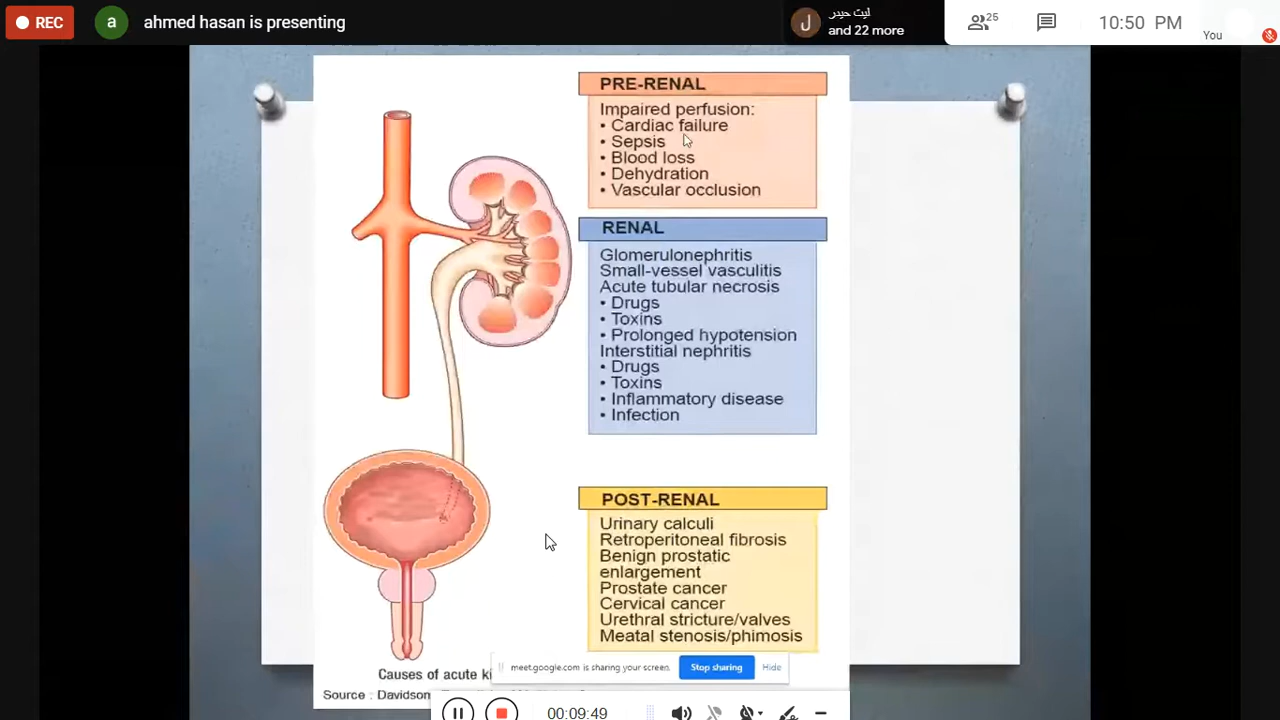 REC
a
ahmed hasan is presenting
J
ليث حيدر
and 22 more
25
10:50 PM
You
PRE-RENAL
Impaired perfusion:
• Cardiac failure
• Sepsis
• Blood loss
• Dehydration
• Vascular occlusion
RENAL
Glomerulonephritis
Small-vessel vasculitis
Acute tubular necrosis
• Drugs
• Toxins
• Prolonged hypotension
Interstitial nephritis
• Drugs
• Toxins
• Inflammatory disease
• Infection
POST-RENAL
Urinary calculi
Retroperitoneal fibrosis
Benign prostatic
enlargement
Prostate cancer
Cervical cancer
Urethral stricture/valves
Meatal stenosis/phimosis
Causes of acute
Source : Davidson
meet.google.com is sharing your screen.
Stop sharing
Hide
00:09:49